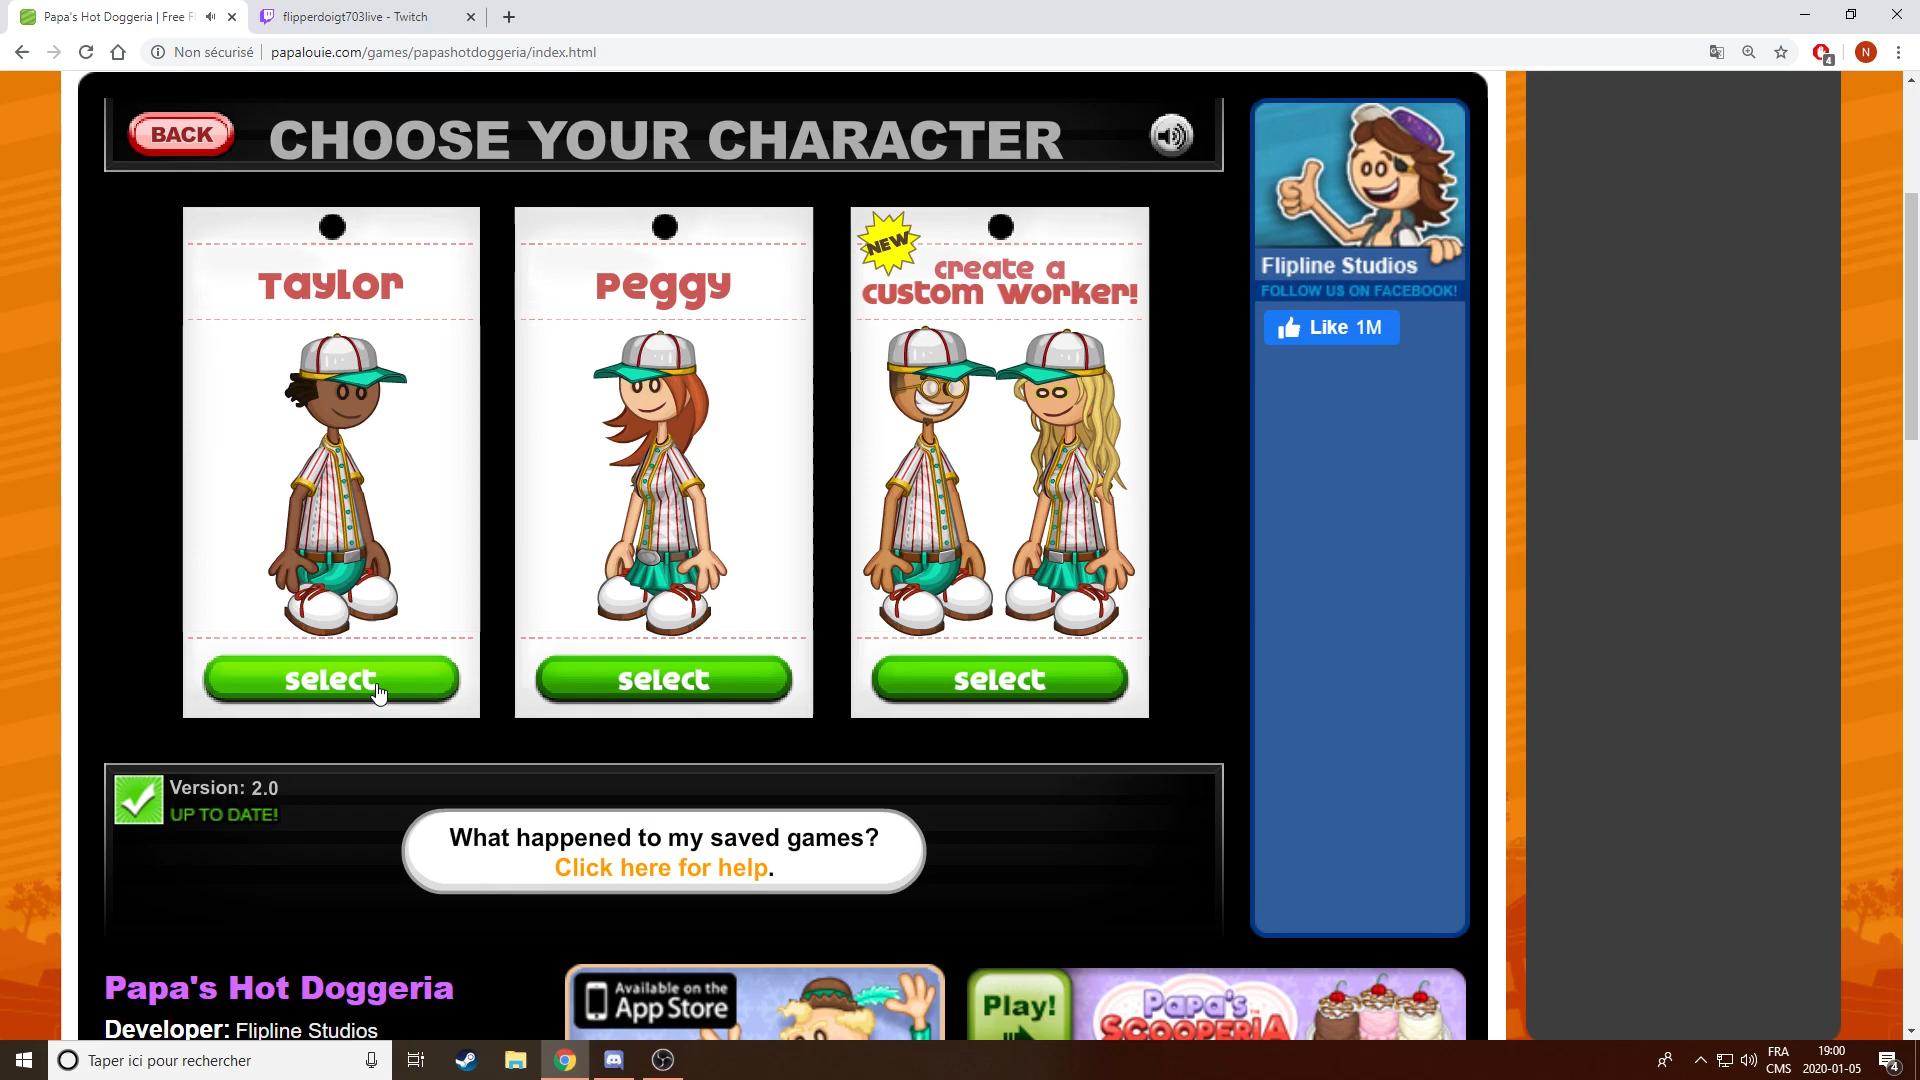 Papa's Hot Doggeria | Free F
flipperdoigt703live - Twitch
Non sécurisé
papalouie.com/games/papashotdoggeria/index.html
4
N
BACK
CHOOSE YOUR CHARACTER
Taylor
Peggy
NEW
create a
custom worker!
select
select
select
Flipline Studios
FOLLOW US ON FACEBOOK!
Like 1M
Version: 2.0
UP TO DATE!
What happened to my saved games?
Click here for help.
Papa's Hot Doggeria
Developer: Flipline Studios
Available on the
App Store
Play!
Papa's
SCOOPERIA
Taper ici pour rechercher
FRA
CMS
19:00
2020-01-05
4